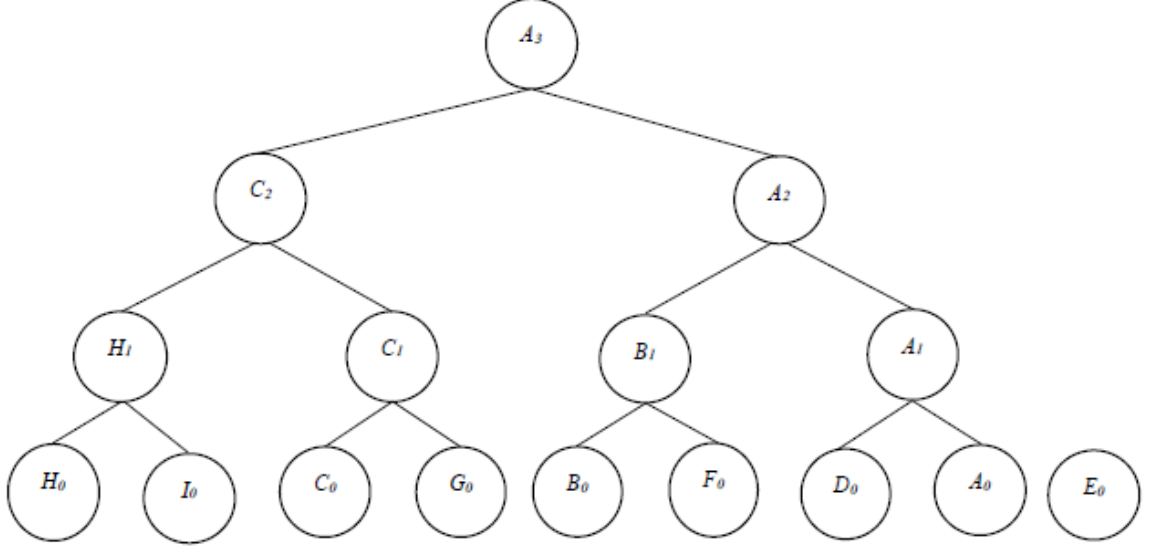 A₃
C₂ A₂
H₁ C₁ B₁ A₁
H₀ I₀ C₀ G₀ B₀ F₀ D₀ A₀ E₀